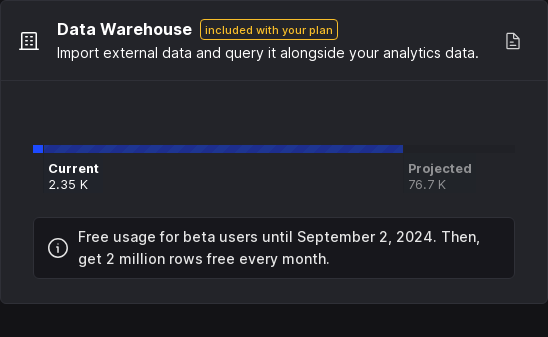 Data Warehouse included with your plan
Import external data and query it alongside your analytics data.
Current Projected
2.35 K 76.7 K
Free usage for beta users until September 2, 2024. Then,
get 2 million rows free every month.